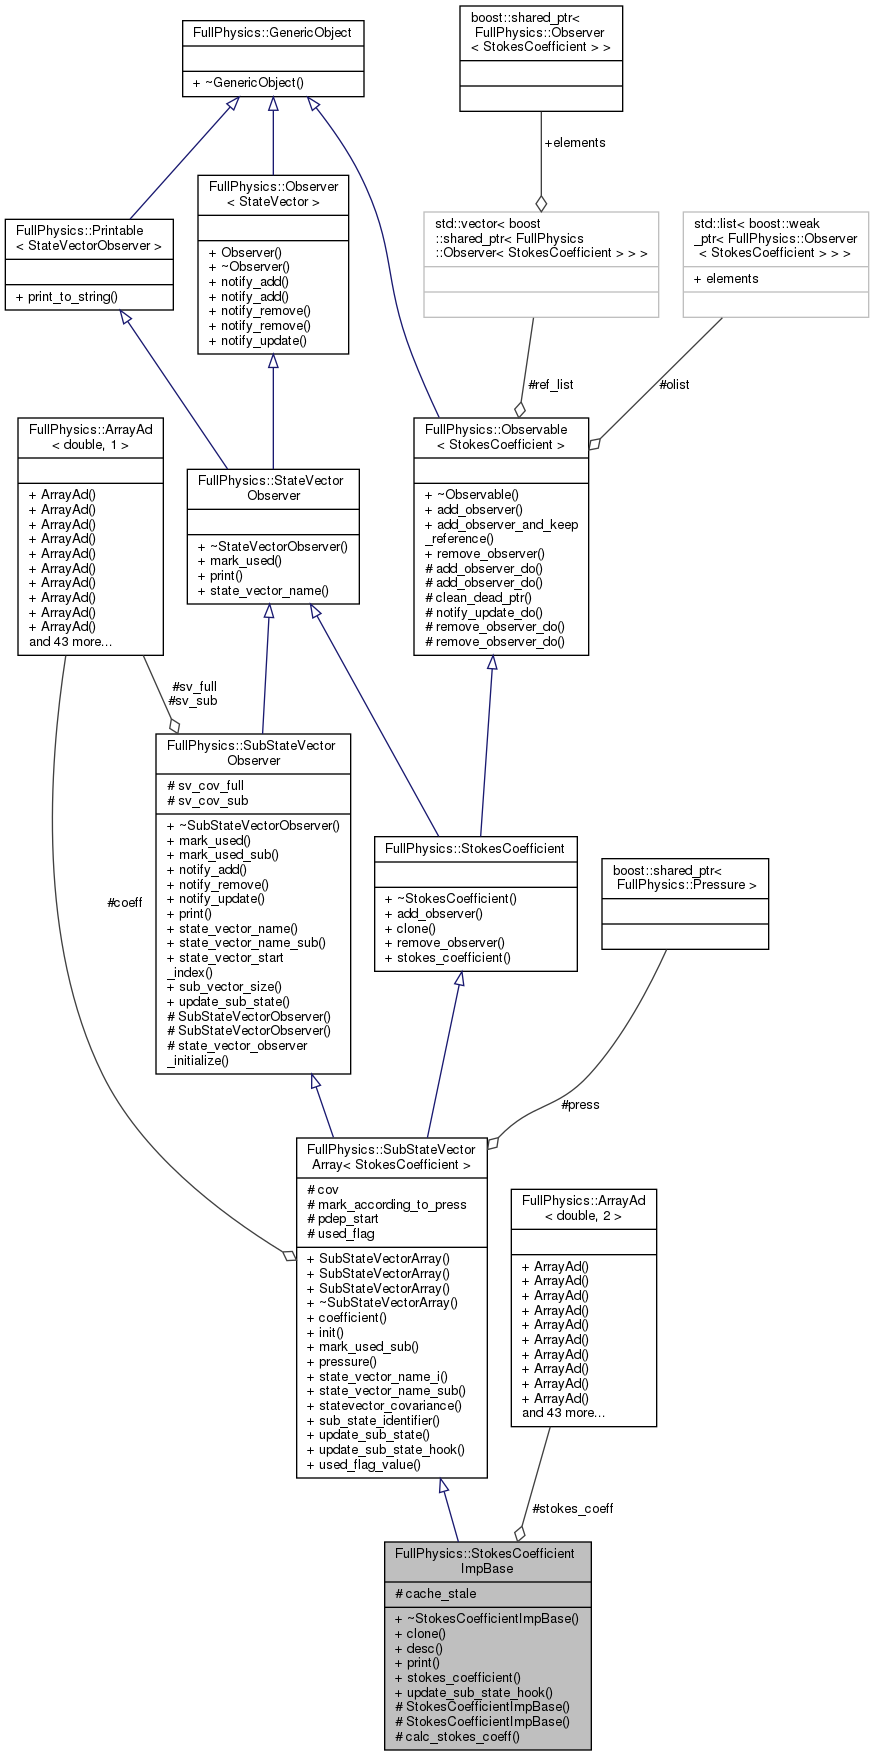 FullPhysics::GenericObject
+ ~GenericObject()
boost::shared_ptr<
FullPhysics::Observer
< StokesCoefficient > >
+elements
FullPhysics::Observer
< StateVector >
+ Observer()
+ ~Observer()
+ notify_add()
+ notify_add()
+ notify_remove()
+ notify_remove()
+ notify_update()
FullPhysics::Printable
< StateVectorObserver >
+ print_to_string()
std::vector< boost
::shared_ptr< FullPhysics
::Observer< StokesCoefficient > > >
std::list< boost::weak
_ptr< FullPhysics::Observer
< StokesCoefficient > > >
+ elements
#ref_list
#olist
FullPhysics::ArrayAd
< double, 1 >
+ ArrayAd()
+ ArrayAd()
+ ArrayAd()
+ ArrayAd()
+ ArrayAd()
+ ArrayAd()
+ ArrayAd()
+ ArrayAd()
+ ArrayAd()
+ ArrayAd()
and 43 more...
FullPhysics::StateVector
Observer
+ ~StateVectorObserver()
+ mark_used()
+ print()
+ state_vector_name()
FullPhysics::Observable
< StokesCoefficient >
+ ~Observable()
+ add_observer()
+ add_observer_and_keep
_reference()
+ remove_observer()
# add_observer_do()
# add_observer_do()
# clean_dead_ptr()
# notify_update_do()
# remove_observer_do()
# remove_observer_do()
#sv_full
#sv_sub
FullPhysics::SubStateVector
Observer
# sv_cov_full
# sv_cov_sub
+ ~SubStateVectorObserver()
+ mark_used()
+ mark_used_sub()
+ notify_add()
+ notify_remove()
+ notify_update()
+ print()
+ state_vector_name()
+ state_vector_name_sub()
+ state_vector_start
_index()
+ sub_vector_size()
+ update_sub_state()
# SubStateVectorObserver()
# SubStateVectorObserver()
# state_vector_observer
_initialize()
#coeff
FullPhysics::StokesCoefficient
+ ~StokesCoefficient()
+ add_observer()
+ clone()
+ remove_observer()
+ stokes_coefficient()
boost::shared_ptr<
FullPhysics::Pressure >
#press
FullPhysics::SubStateVector
Array< StokesCoefficient >
# cov
# mark_according_to_press
# pdep_start
# used_flag
+ SubStateVectorArray()
+ SubStateVectorArray()
+ SubStateVectorArray()
+ ~SubStateVectorArray()
+ coefficient()
+ init()
+ mark_used_sub()
+ pressure()
+ state_vector_name_i()
+ state_vector_name_sub()
+ statevector_covariance()
+ sub_state_identifier()
+ update_sub_state()
+ update_sub_state_hook()
+ used_flag_value()
FullPhysics::ArrayAd
< double, 2 >
+ ArrayAd()
+ ArrayAd()
+ ArrayAd()
+ ArrayAd()
+ ArrayAd()
+ ArrayAd()
+ ArrayAd()
+ ArrayAd()
+ ArrayAd()
+ ArrayAd()
and 43 more...
#stokes_coeff
FullPhysics::StokesCoefficient
ImpBase
# cache_stale
+ ~StokesCoefficientImpBase()
+ clone()
+ desc()
+ print()
+ stokes_coefficient()
+ update_sub_state_hook()
# StokesCoefficientImpBase()
# StokesCoefficientImpBase()
# calc_stokes_coeff()